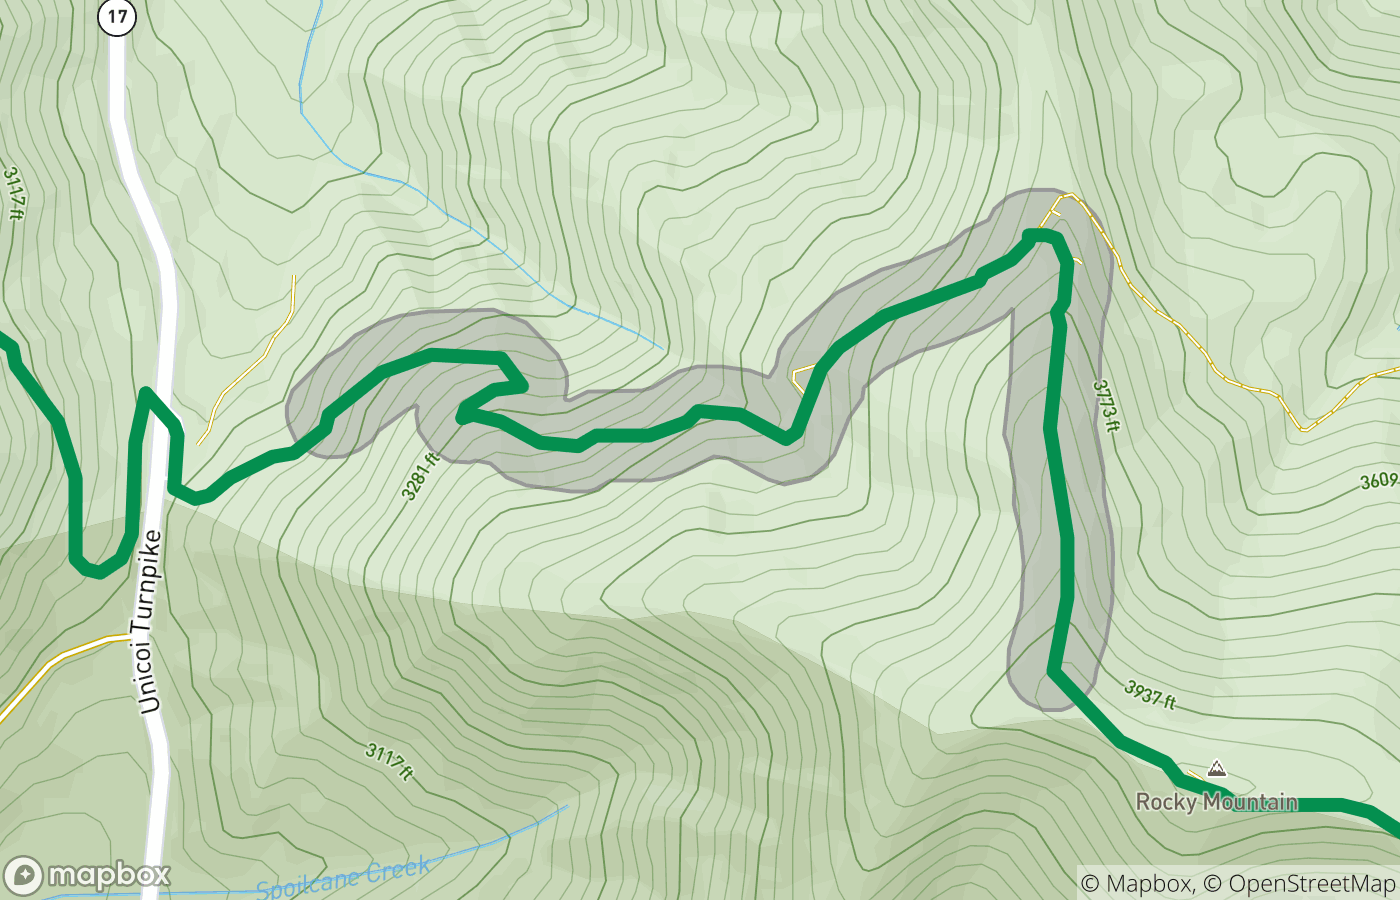 17
3117 ft
3773 ft
3281 ft
3609
Unicoi Turnpike
3937 ft
3117 ft
Rocky Mountain
Spoilcane Creek
mapbox
© Mapbox, © OpenStreetMap